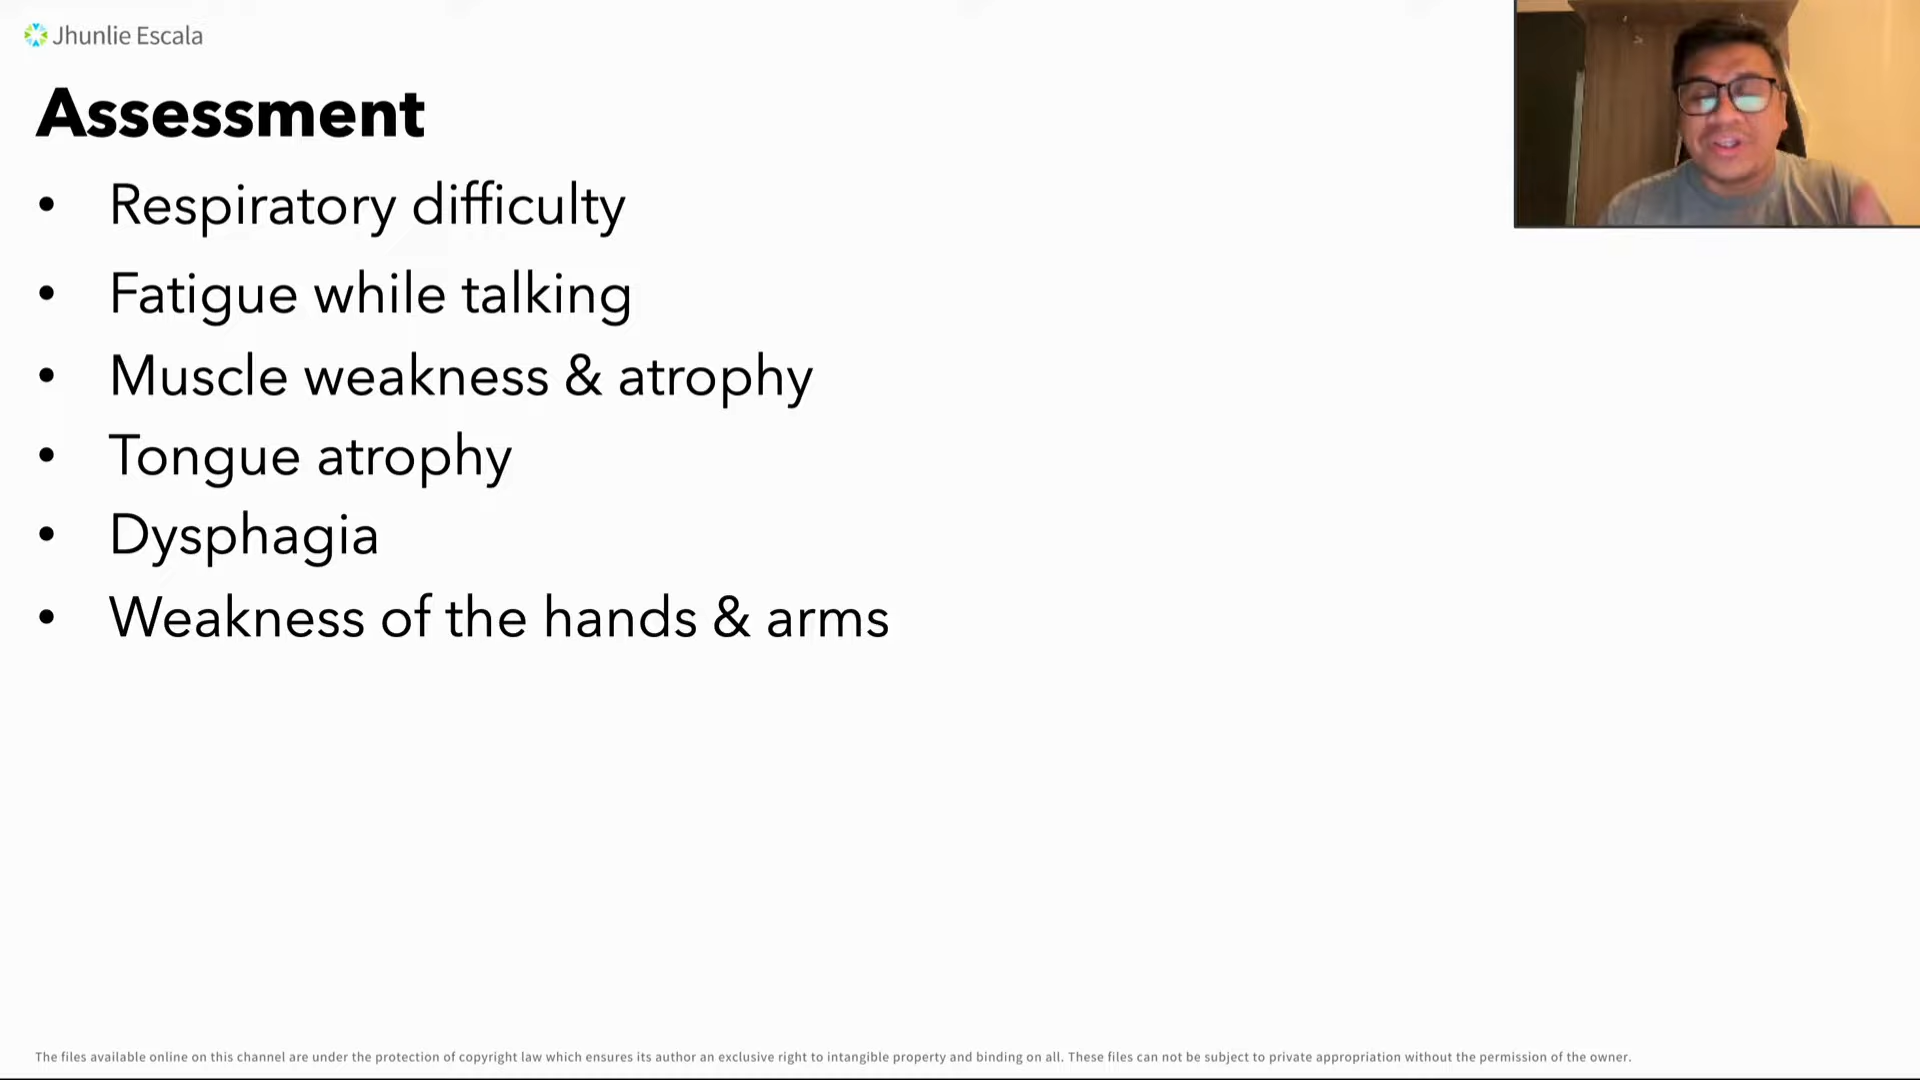 Jhunlie Escala
Assessment
• Respiratory difficulty
• Fatigue while talking
• Muscle weakness & atrophy
• Tongue atrophy
• Dysphagia
• Weakness of the hands & arms
The files available online on this channel are under the protection of copyright law which ensures its author an exclusive right to intangible property and binding on all. These files can not be subject to private appropriation without the permission of the owner.